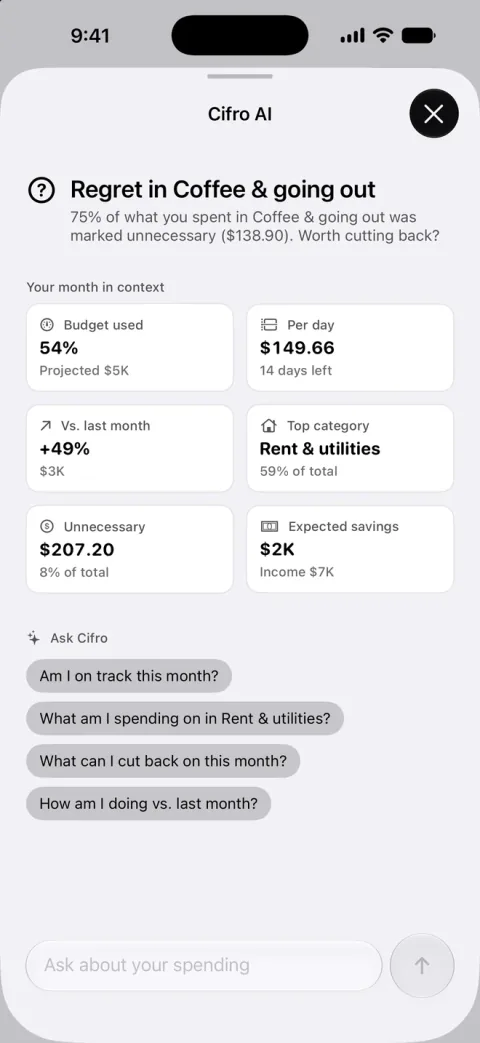 9:41
Cifro AI
Regret in Coffee & going out
75% of what you spent in Coffee & going out was
marked unnecessary ($138.90). Worth cutting back?
Your month in context
Budget used
54%
Projected $5K
Per day
$149.66
14 days left
Vs. last month
+49%
$3K
Top category
Rent & utilities
59% of total
Unnecessary
$207.20
8% of total
Expected savings
$2K
Income $7K
Ask Cifro
Am I on track this month?
What am I spending on in Rent & utilities?
What can I cut back on this month?
How am I doing vs. last month?
Ask about your spending